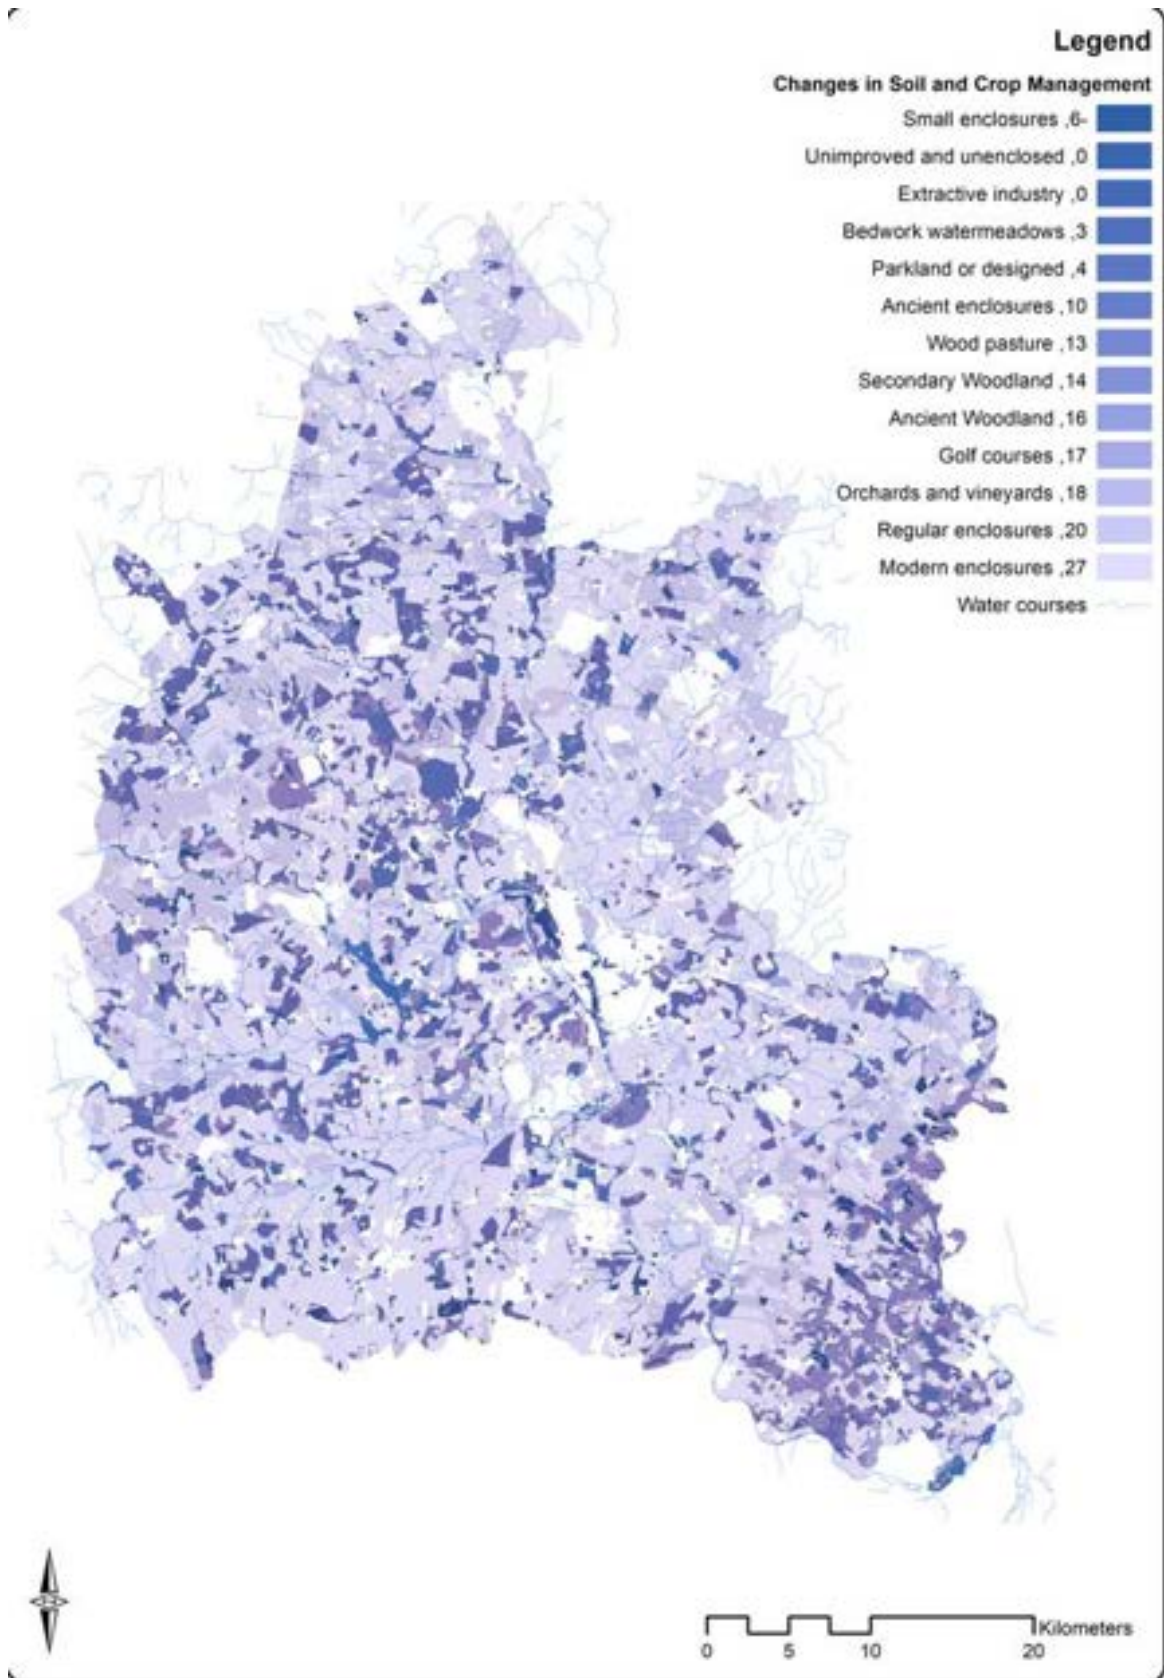 Legend
Changes in Soil and Crop Management
Small enclosures ,6-
Unimproved and unenclosed ,0
Extractive industry ,0
Bedwork watermeadows ,3
Parkland or designed ,4
Ancient enclosures ,10
Wood pasture ,13
Secondary Woodland ,14
Ancient Woodland ,16
Golf courses ,17
Orchards and vineyards ,18
Regular enclosures ,20
Modern enclosures ,27
Water courses
Kilometers
0 5 10 20